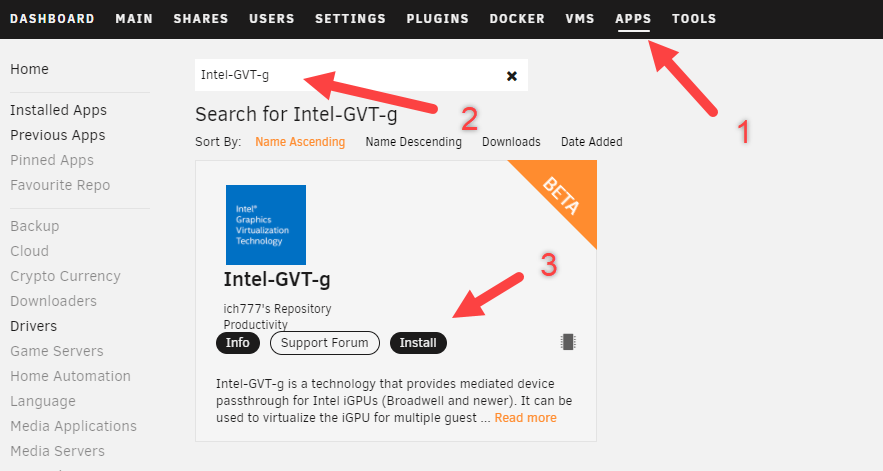 DASHBOARD MAIN SHARES USERS SETTINGS PLUGINS DOCKER VMS APPS TOOLS
Home
Installed Apps
Previous Apps
Pinned Apps
Favourite Repo
Backup
Cloud
Crypto Currency
Downloaders
Drivers
Game Servers
Home Automation
Language
Media Applications
Media Servers
Intel-GVT-g
1
2
Search for Intel-GVT-g
Sort By: Name Ascending Name Descending Downloads Date Added
BETA
Intel®
Graphics
Virtualization
Technology
Intel-GVT-g
3
ich777's Repository
Productivity
Info Support Forum Install
Intel-GVT-g is a technology that provides mediated device
passthrough for Intel iGPUs (Broadwell and newer). It can be
used to virtualize the iGPU for multiple guest ... Read more